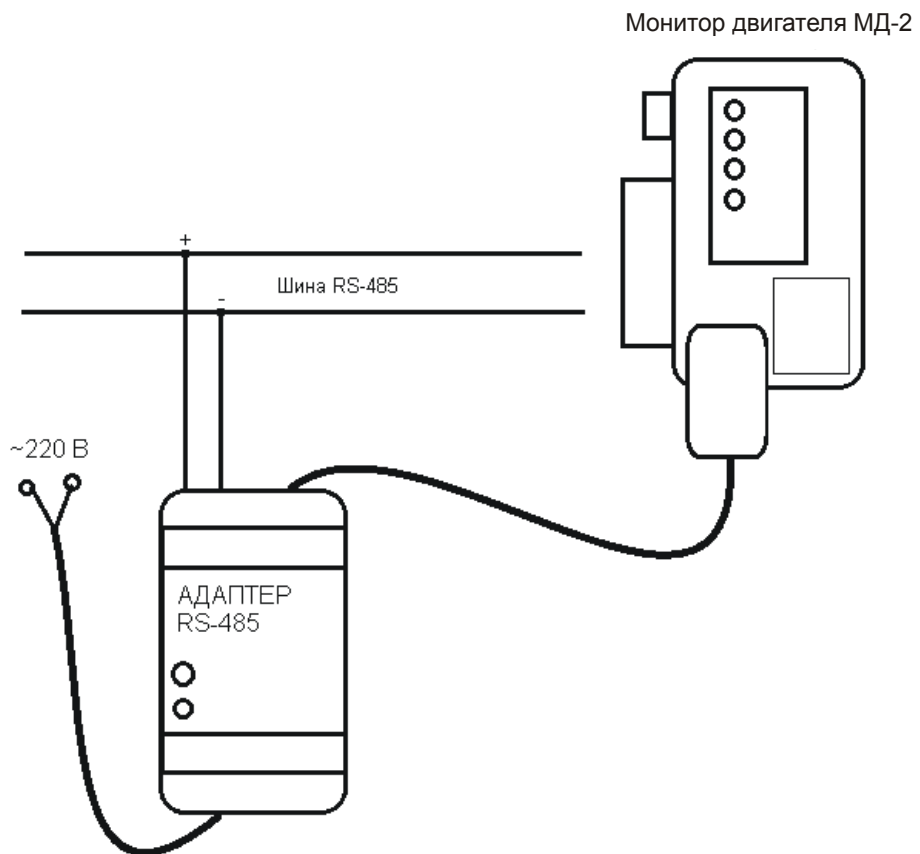 Монитор двигателя МД-2
+
Шина RS-485
-
~220 В
АДАПТЕР
RS-485